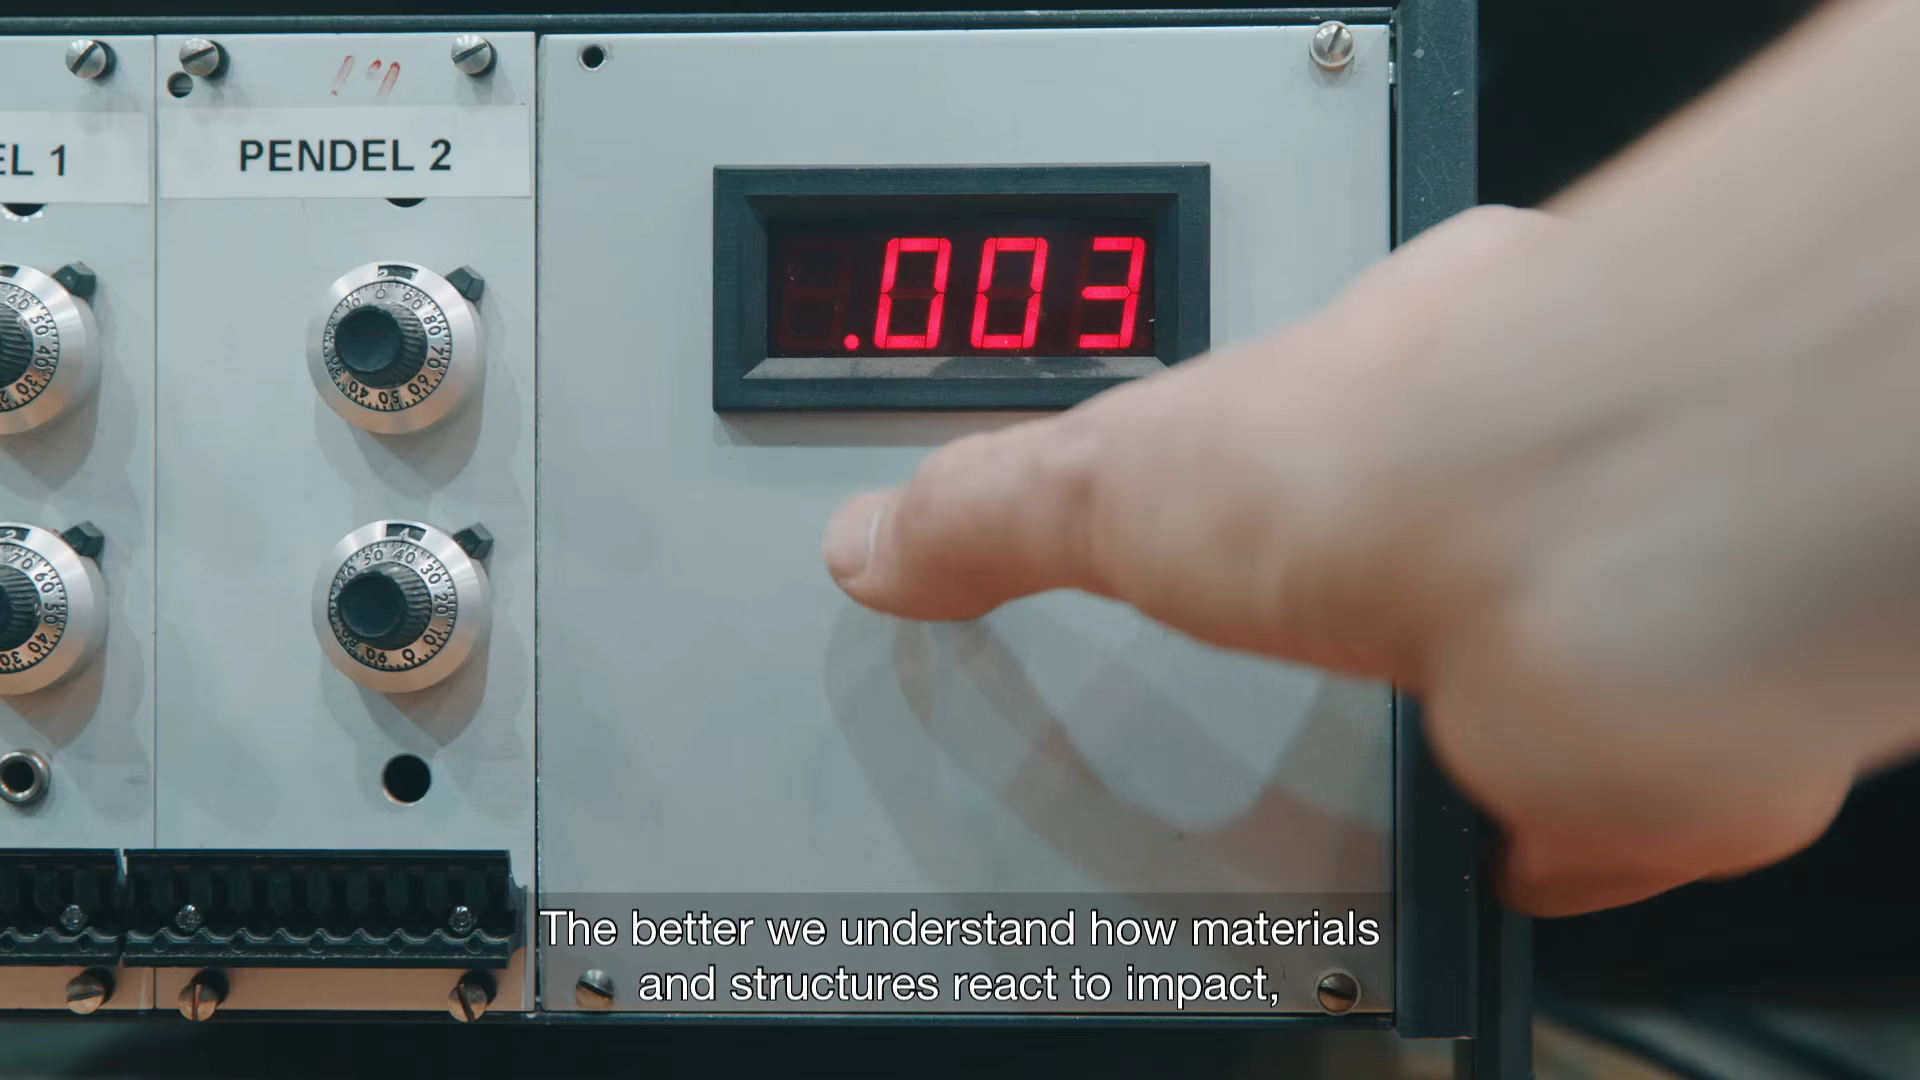 EL 1
PENDEL 2
.003
The better we understand how materials
and structures react to impact,